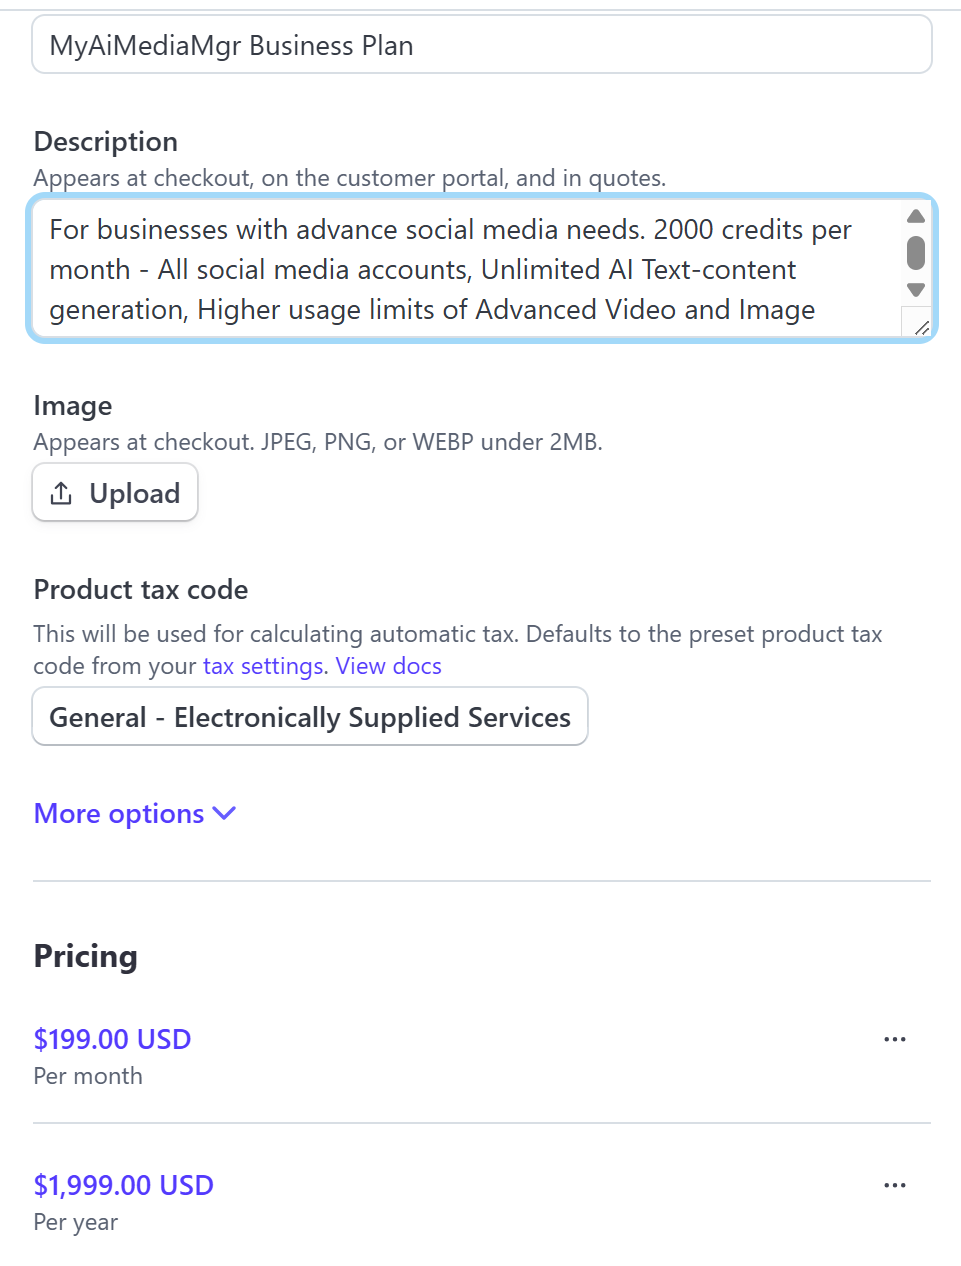 MyAiMediaMgr Business Plan
Description
Appears at checkout, on the customer portal, and in quotes.
For businesses with advance social media needs. 2000 credits per
month - All social media accounts, Unlimited AI Text-content
generation, Higher usage limits of Advanced Video and Image
Image
Appears at checkout. JPEG, PNG, or WEBP under 2MB.
Upload
Product tax code
This will be used for calculating automatic tax. Defaults to the preset product tax
code from your tax settings. View docs
General - Electronically Supplied Services
More options
Pricing
$199.00 USD
Per month
$1,999.00 USD
Per year